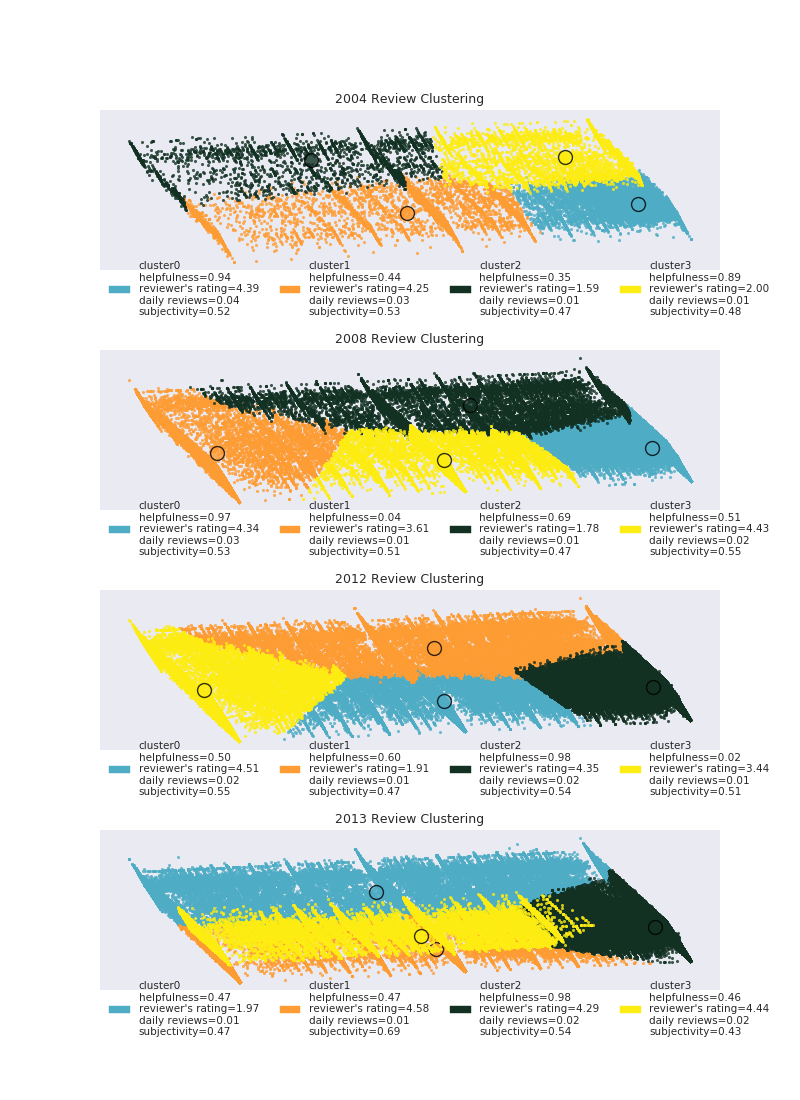 2004 Review Clustering
cluster0
helpfulness=0.94
reviewer's rating=4.39
daily reviews=0.04
subjectivity=0.52
cluster1
helpfulness=0.44
reviewer's rating=4.25
daily reviews=0.03
subjectivity=0.53
cluster2
helpfulness=0.35
reviewer's rating=1.59
daily reviews=0.01
subjectivity=0.47
cluster3
helpfulness=0.89
reviewer's rating=2.00
daily reviews=0.01
subjectivity=0.48
2008 Review Clustering
cluster0
helpfulness=0.97
reviewer's rating=4.34
daily reviews=0.03
subjectivity=0.53
cluster1
helpfulness=0.04
reviewer's rating=3.61
daily reviews=0.01
subjectivity=0.51
cluster2
helpfulness=0.69
reviewer's rating=1.78
daily reviews=0.01
subjectivity=0.47
cluster3
helpfulness=0.51
reviewer's rating=4.43
daily reviews=0.02
subjectivity=0.55
2012 Review Clustering
cluster0
helpfulness=0.50
reviewer's rating=4.51
daily reviews=0.02
subjectivity=0.55
cluster1
helpfulness=0.60
reviewer's rating=1.91
daily reviews=0.01
subjectivity=0.47
cluster2
helpfulness=0.98
reviewer's rating=4.35
daily reviews=0.02
subjectivity=0.54
cluster3
helpfulness=0.02
reviewer's rating=3.44
daily reviews=0.01
subjectivity=0.51
2013 Review Clustering
cluster0
helpfulness=0.47
reviewer's rating=1.97
daily reviews=0.01
subjectivity=0.47
cluster1
helpfulness=0.47
reviewer's rating=4.58
daily reviews=0.01
subjectivity=0.69
cluster2
helpfulness=0.98
reviewer's rating=4.29
daily reviews=0.02
subjectivity=0.54
cluster3
helpfulness=0.46
reviewer's rating=4.44
daily reviews=0.02
subjectivity=0.43